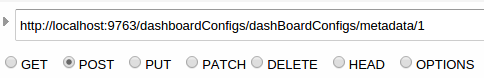 http://localhost:9763/dashboardConfigs/dashBoardConfigs/metadata/1
GET POST PUT PATCH DELETE HEAD OPTIONS